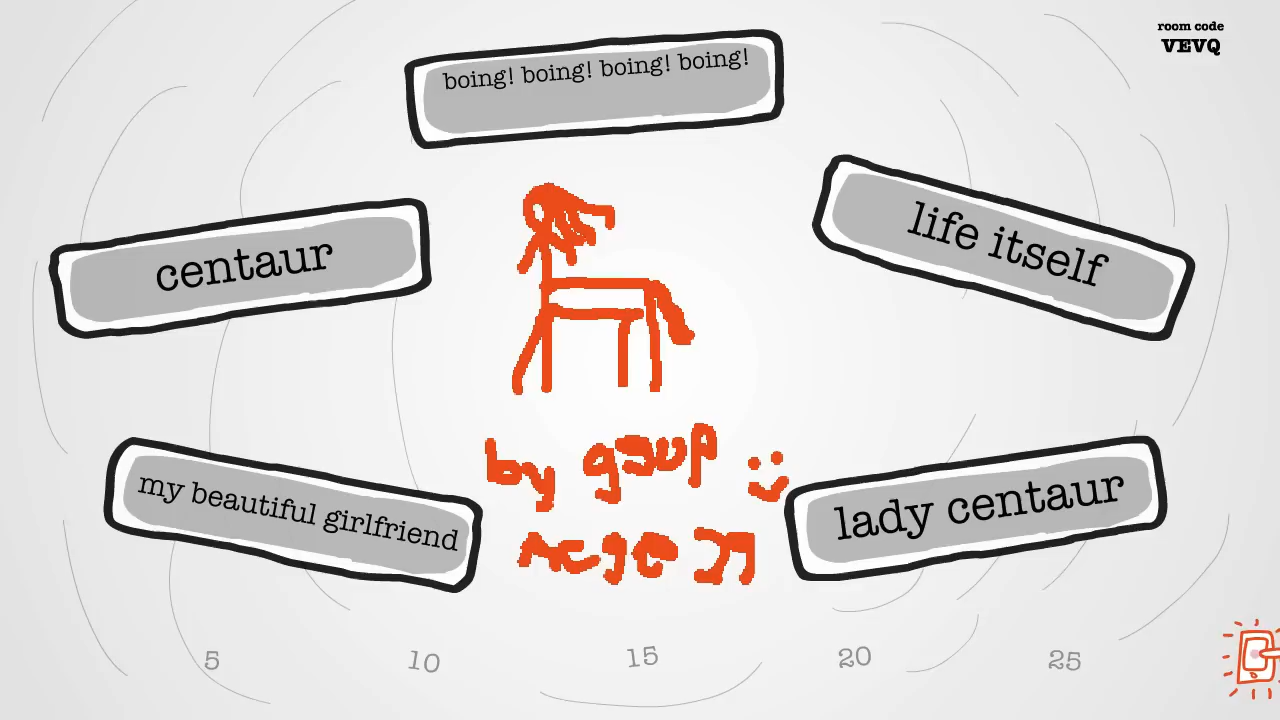 room code
VEVQ
boing! boing! boing! boing!
centaur
life itself
my beautiful girlfriend
lady centaur
by
:)
5 10 15 20 25